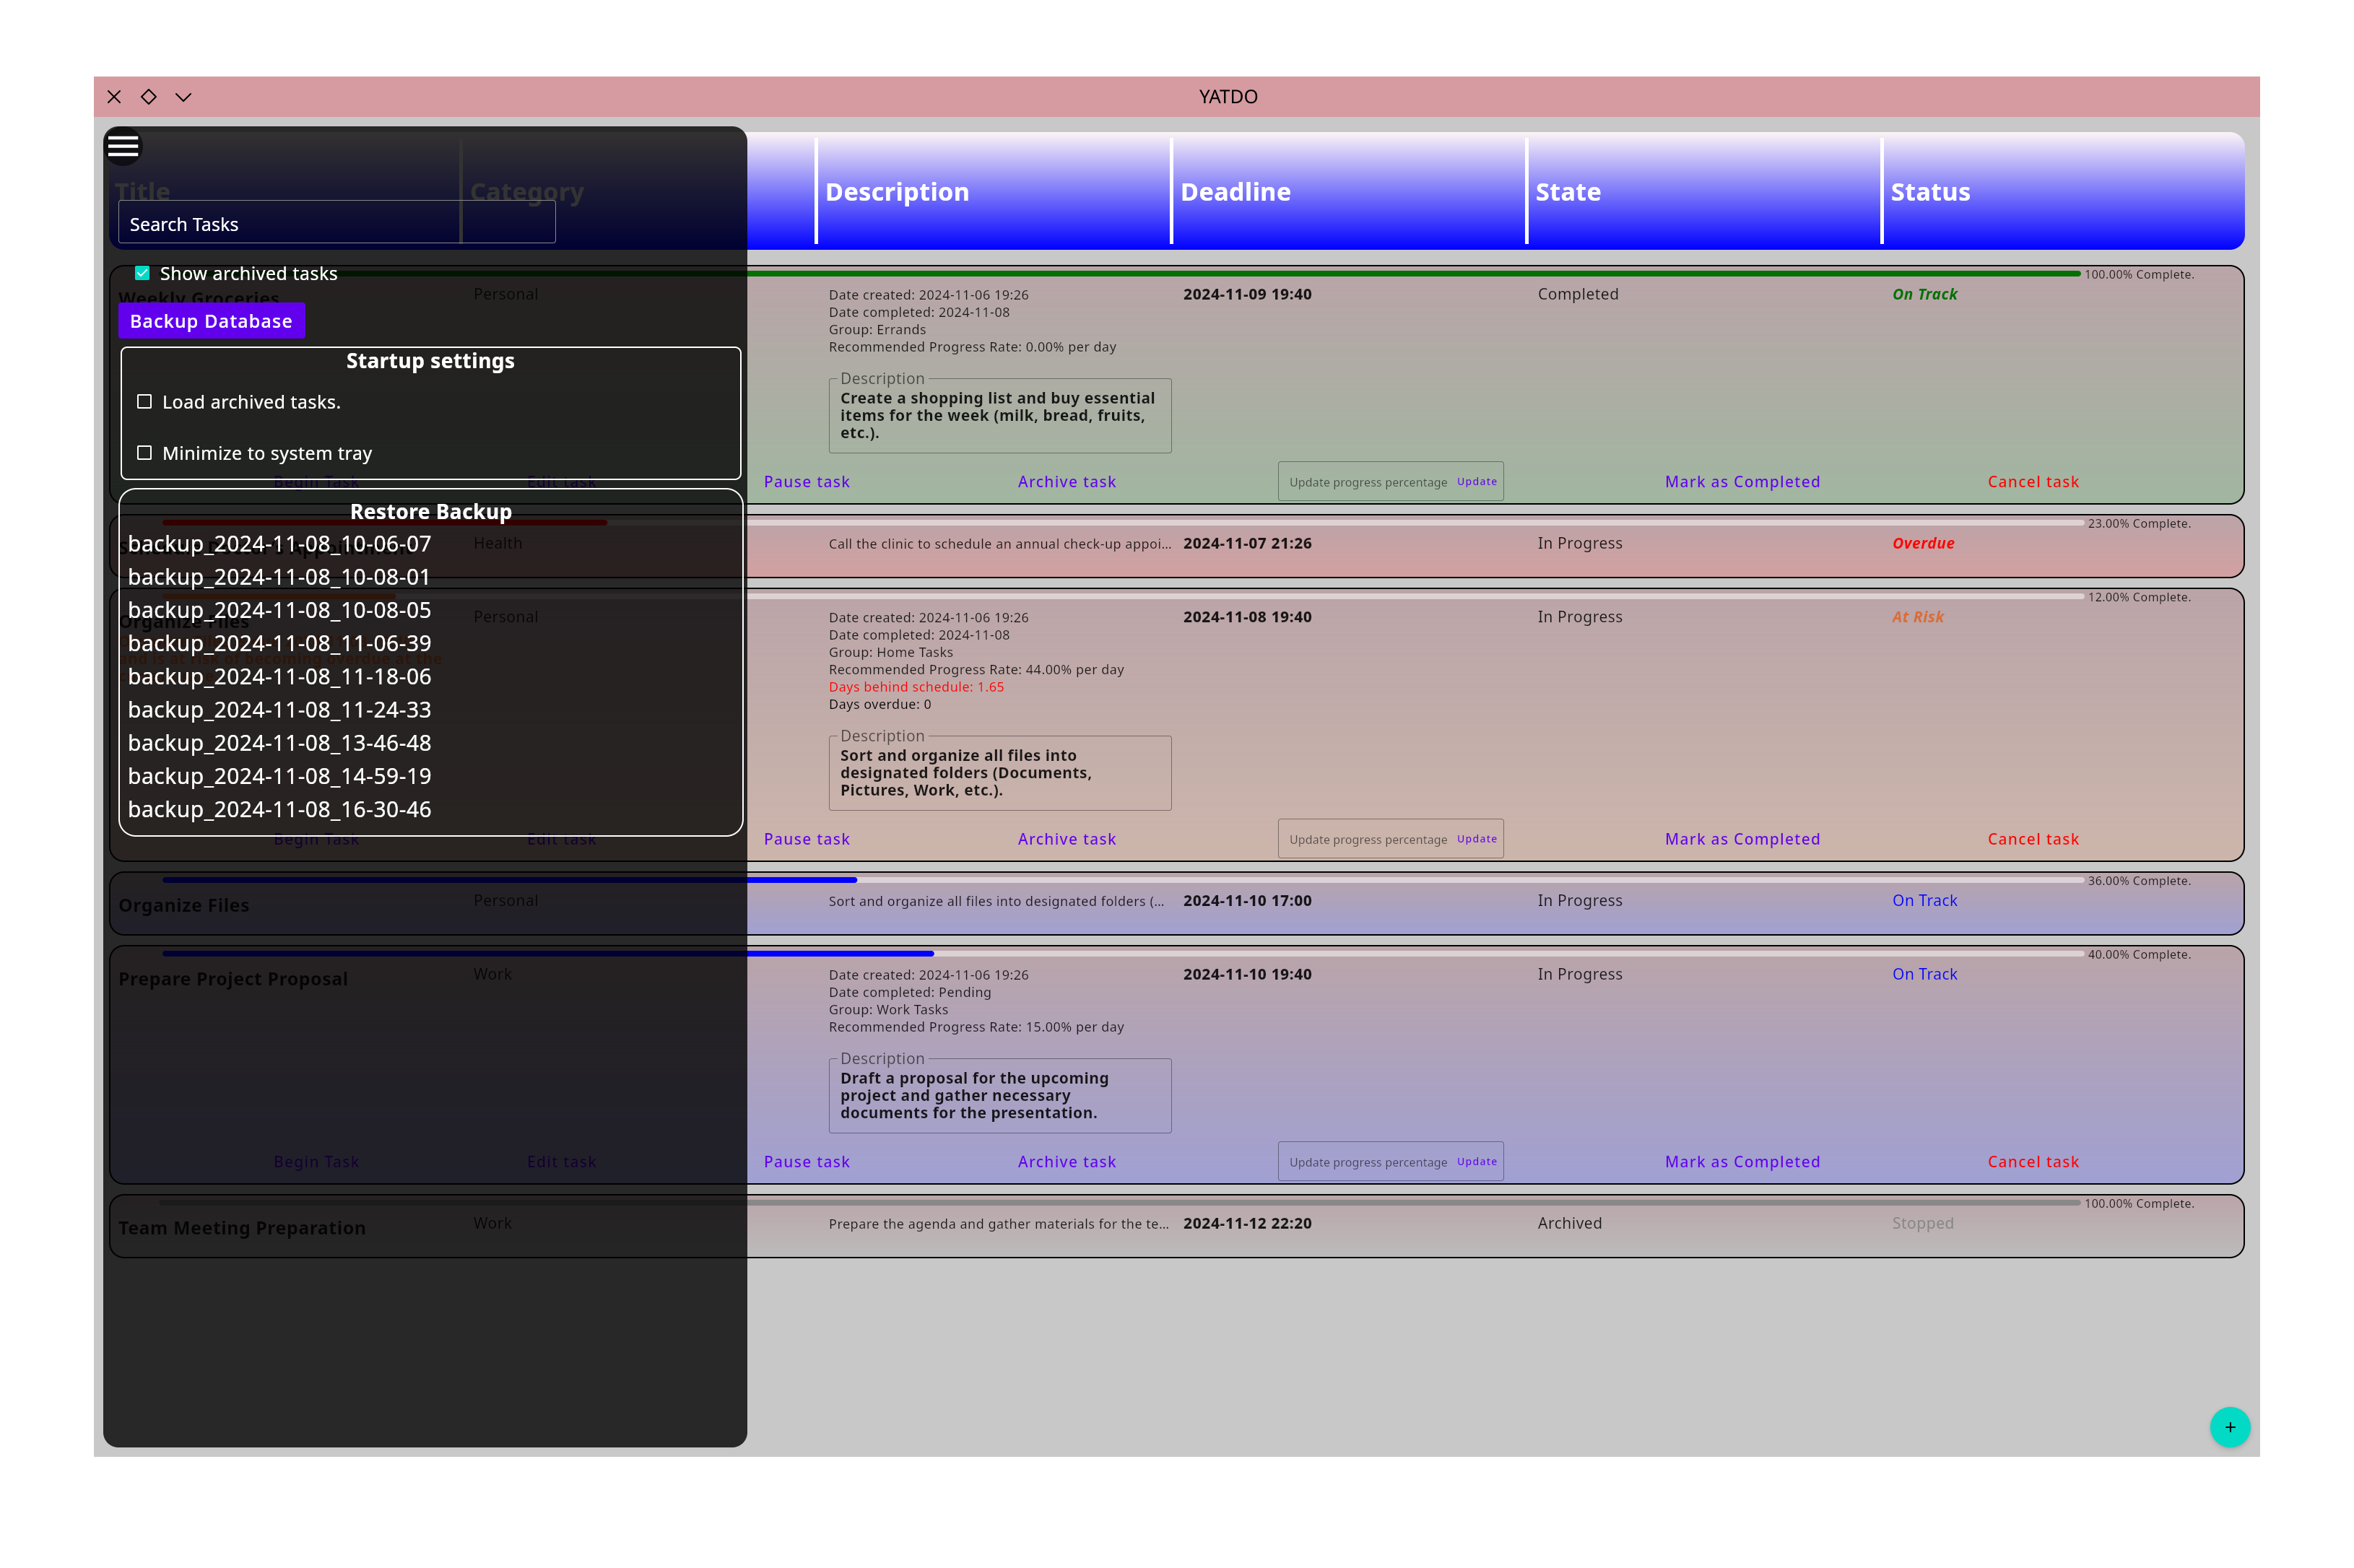 YATDO
Title
Category
Description
Deadline
State
Status
Search Tasks
Show archived tasks
Backup Database
Startup settings
Load archived tasks.
Minimize to system tray
Restore Backup
backup_2024-11-08_10-06-07
backup_2024-11-08_10-08-01
backup_2024-11-08_10-08-05
backup_2024-11-08_11-06-39
backup_2024-11-08_11-18-06
backup_2024-11-08_11-24-33
backup_2024-11-08_13-46-48
backup_2024-11-08_14-59-19
backup_2024-11-08_16-30-46
100.00% Complete.
Weekly Groceries
Personal
Date created: 2024-11-06 19:26
Date completed: 2024-11-08
Group: Errands
Recommended Progress Rate: 0.00% per day
Description
Create a shopping list and buy essential
items for the week (milk, bread, fruits,
etc.).
2024-11-09 19:40
Completed
On Track
Begin Task
Edit task
Pause task
Archive task
Update progress percentage
Update
Mark as Completed
Cancel task
23.00% Complete.
Health
Call the clinic to schedule an annual check-up appoi...
2024-11-07 21:26
In Progress
Overdue
12.00% Complete.
Organize Files
and is at risk of becoming overdue at the
Personal
Date created: 2024-11-06 19:26
Date completed: 2024-11-08
Group: Home Tasks
Recommended Progress Rate: 44.00% per day
Days behind schedule: 1.65
Days overdue: 0
Description
Sort and organize all files into
designated folders (Documents,
Pictures, Work, etc.).
2024-11-08 19:40
In Progress
At Risk
Begin Task
Edit task
Pause task
Archive task
Update progress percentage
Update
Mark as Completed
Cancel task
36.00% Complete.
Organize Files
Personal
Sort and organize all files into designated folders (...
2024-11-10 17:00
In Progress
On Track
40.00% Complete.
Prepare Project Proposal
Work
Date created: 2024-11-06 19:26
Date completed: Pending
Group: Work Tasks
Recommended Progress Rate: 15.00% per day
Description
Draft a proposal for the upcoming
project and gather necessary
documents for the presentation.
2024-11-10 19:40
In Progress
On Track
Begin Task
Edit task
Pause task
Archive task
Update progress percentage
Update
Mark as Completed
Cancel task
100.00% Complete.
Team Meeting Preparation
Work
Prepare the agenda and gather materials for the te...
2024-11-12 22:20
Archived
Stopped
+